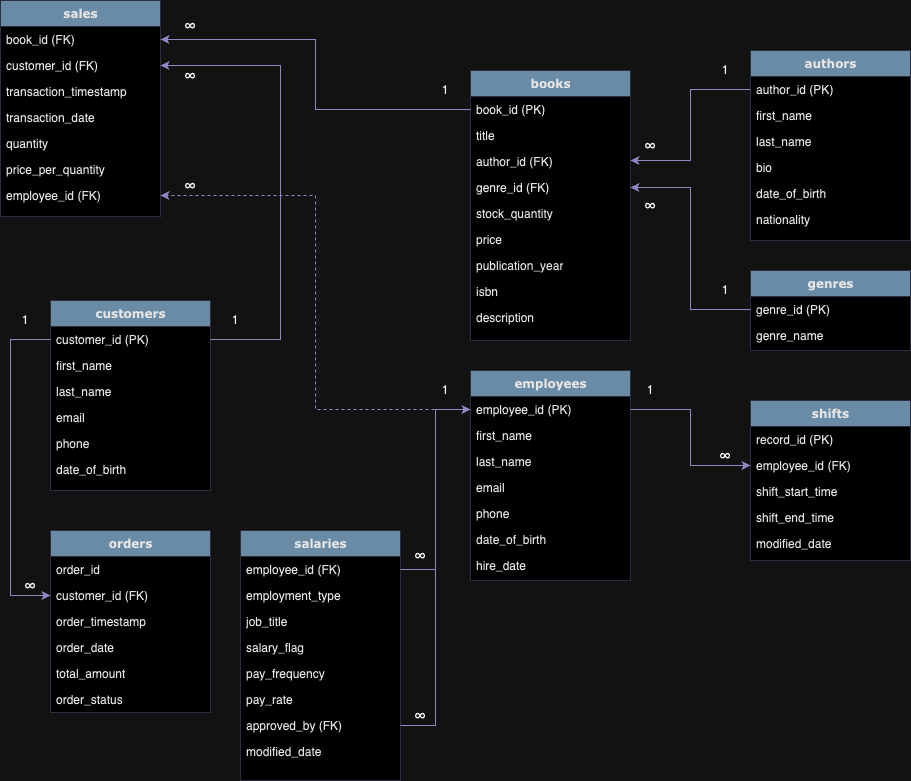 sales
book_id (FK)
customer_id (FK)
transaction_timestamp
transaction_date
quantity
price_per_quantity
employee_id (FK)
∞
∞
∞
1
books
book_id (PK)
title
author_id (FK)
genre_id (FK)
stock_quantity
price
publication_year
isbn
description
1
∞
∞
1
authors
author_id (PK)
first_name
last_name
bio
date_of_birth
nationality
genres
genre_id (PK)
genre_name
1
customers
1
customer_id (PK)
first_name
last_name
email
phone
date_of_birth
1
employees
1
employee_id (PK)
first_name
last_name
email
phone
date_of_birth
hire_date
∞
shifts
record_id (PK)
employee_id (FK)
shift_start_time
shift_end_time
modified_date
∞
orders
order_id
customer_id (FK)
order_timestamp
order_date
total_amount
order_status
salaries
employee_id (FK)
employment_type
job_title
salary_flag
pay_frequency
pay_rate
approved_by (FK)
modified_date
∞
∞